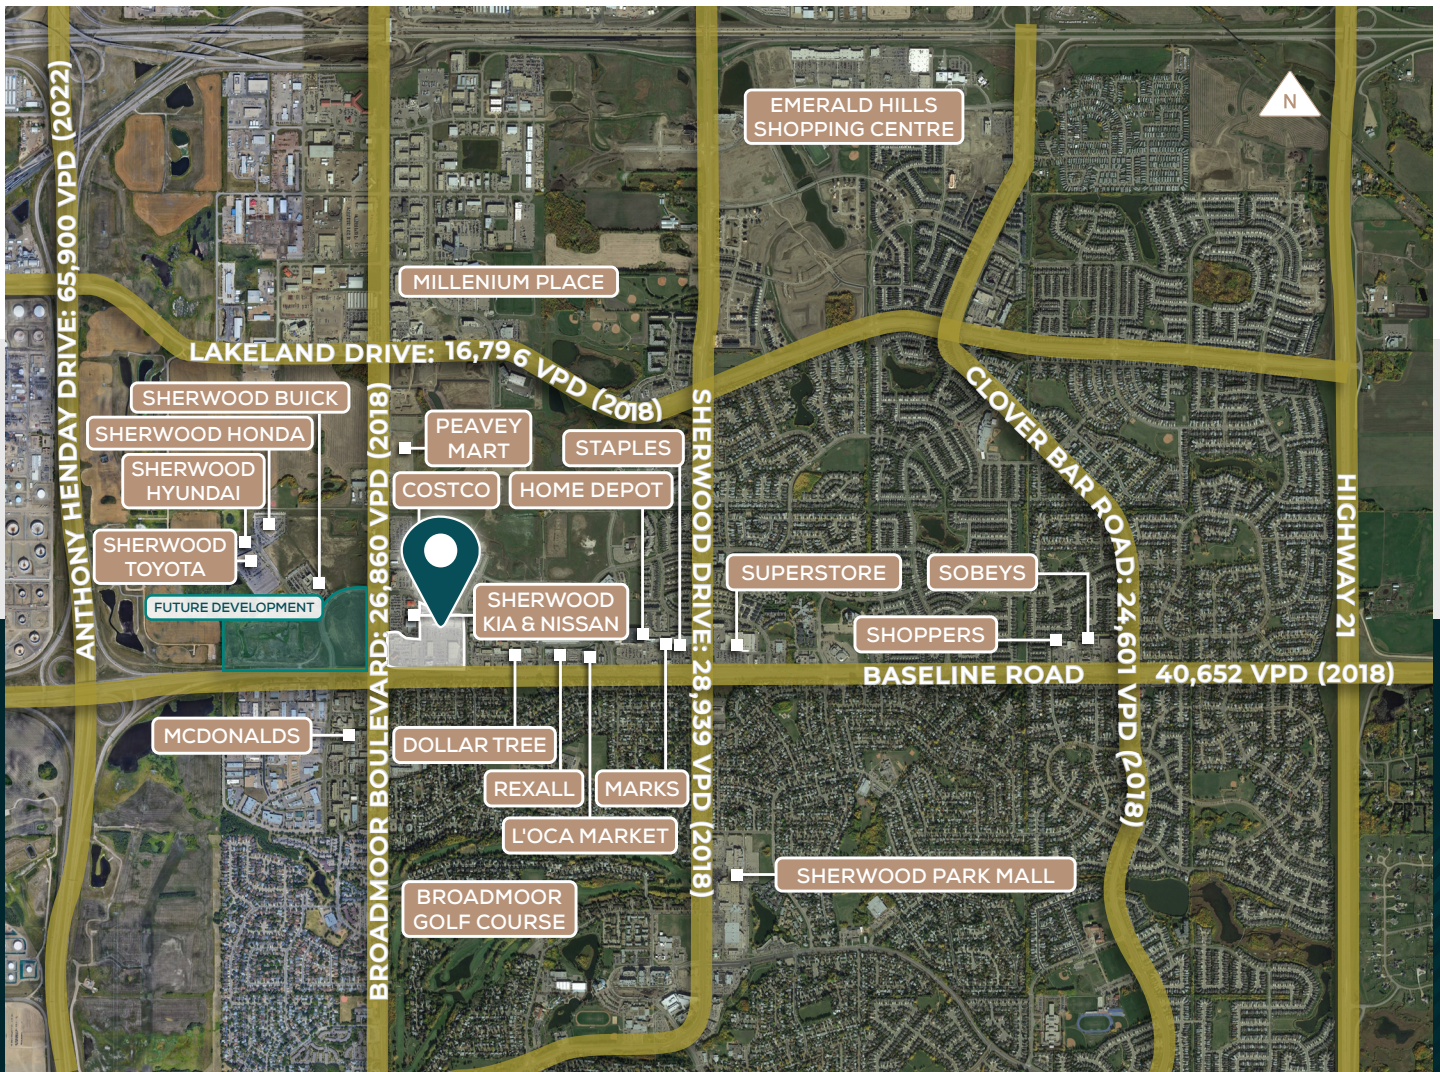 EMERALD HILLS
SHOPPING CENTRE
N
ANTHONY HENDAY DRIVE: 65,900 VPD (2022)
MILLENIUM PLACE
LAKELAND DRIVE: 16,796 VPD (2018)
SHERWOOD BUICK
SHERWOOD HONDA
SHERWOOD
HYUNDAI
SHERWOOD
TOYOTA
FUTURE DEVELOPMENT
BROADMOOR BOULEVARD: 26,860 VPD (2018)
PEAVEY
MART
STAPLES
COSTCO
HOME DEPOT
SHERWOOD
KIA & NISSAN
SHERWOOD DRIVE: 28,939 VPD (2018)
SUPERSTORE
SOBEYS
SHOPPERS
CLOVER BAR ROAD: 24,601 VPD (2018)
HIGHWAY 21
BASELINE ROAD
40,652 VPD (2018)
MCDONALDS
DOLLAR TREE
REXALL
MARKS
L'OCA MARKET
SHERWOOD PARK MALL
BROADMOOR
GOLF COURSE